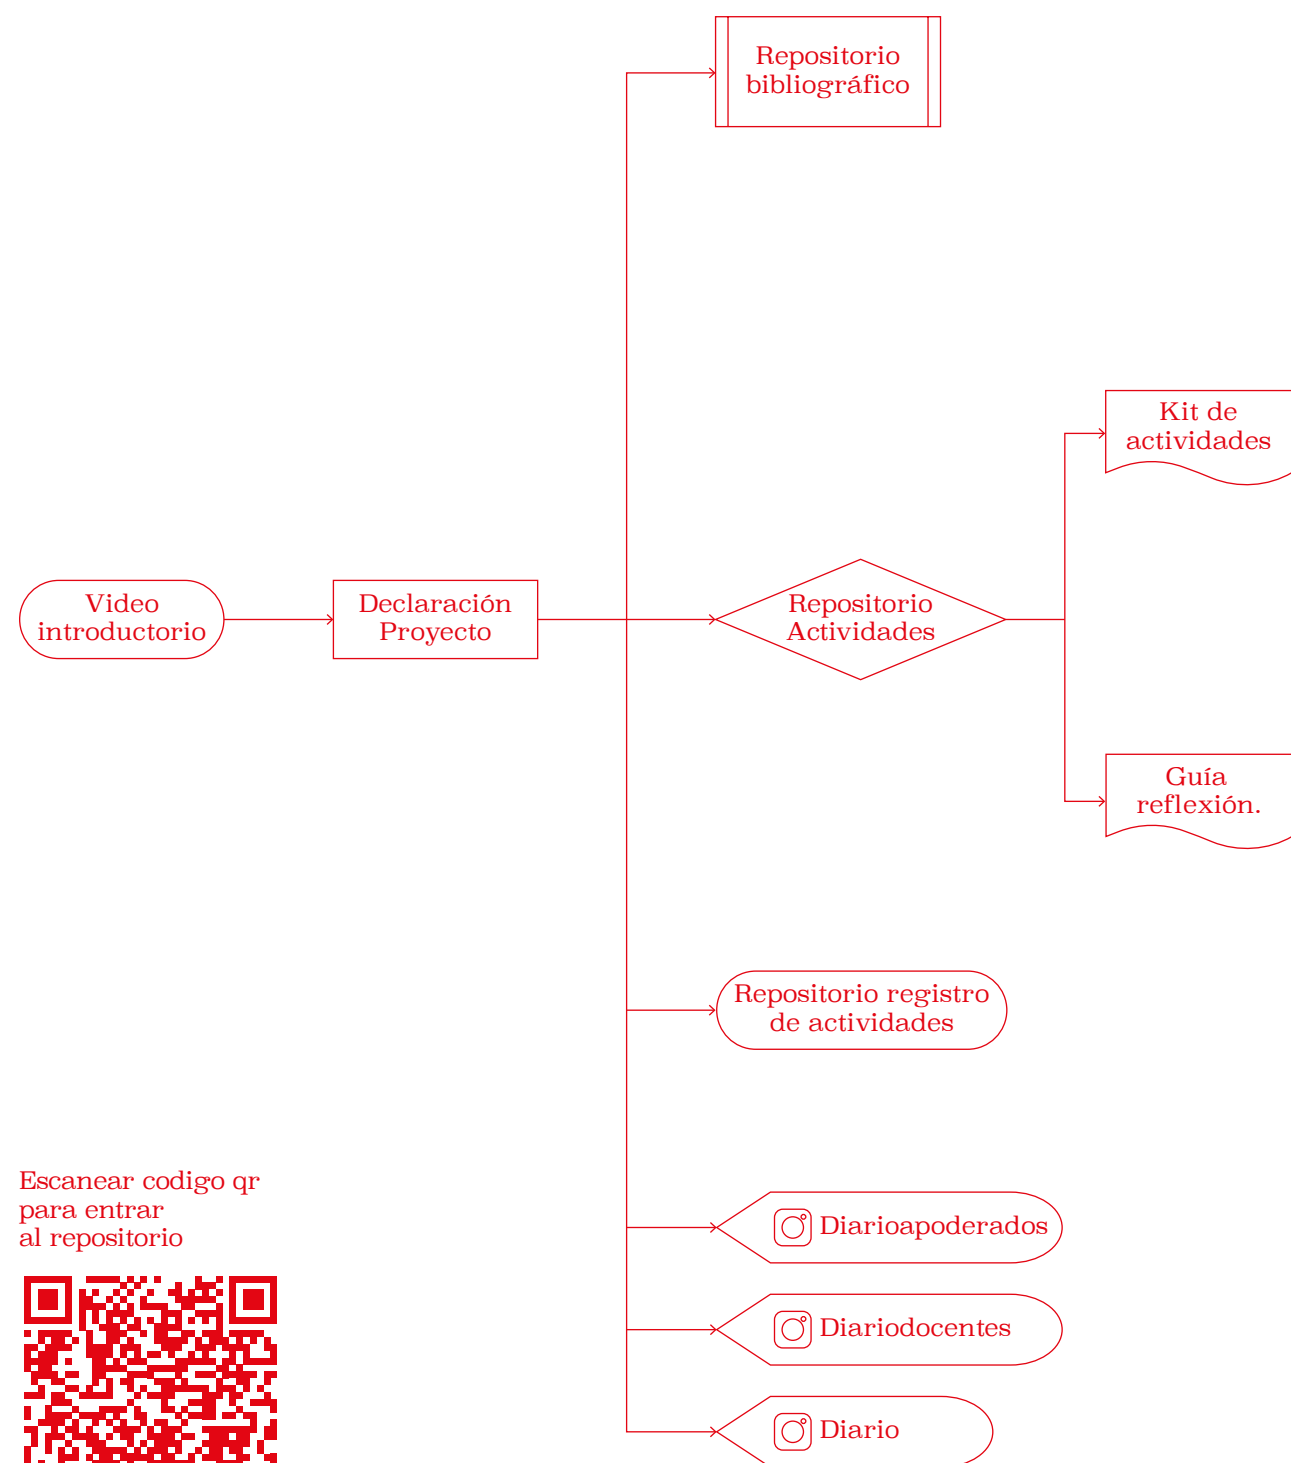 Repositorio
bibliográfico
Kit de
actividades
Video
introductorio
Declaración
Proyecto
Repositorio
Actividades
Guía
reflexión.
Repositorio registro
de actividades
Escanear codigo qr
para entrar
al repositorio
Diarioapoderados
Diariodocentes
Diario